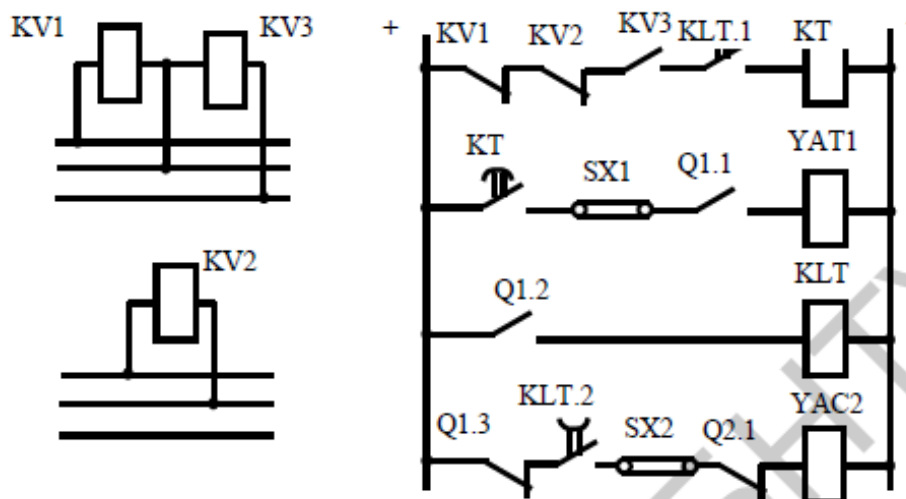 KV1
KV3
+
KV1
KV2
KV3
KLT.1
KT
KT
SX1
Q1.1
YAT1
KV2
Q1.2
KLT
Q1.3
KLT.2
SX2
Q2.1
YAC2